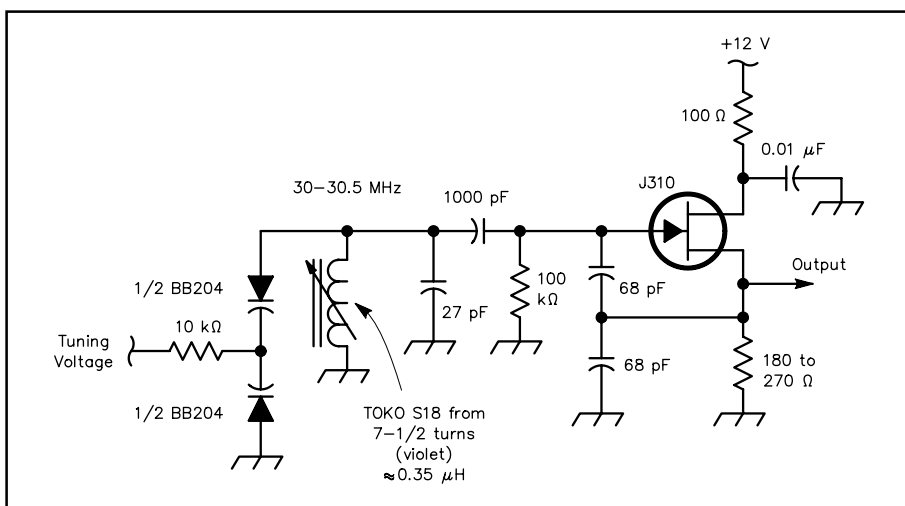 +12 V
100 Ω
0.01 μF
30–30.5 MHz
1000 pF
J310
1/2 BB204
10 kΩ
Tuning
Voltage
1/2 BB204
27 pF
100
kΩ
68 pF
68 pF
Output
180 to
270 Ω
TOKO S18 from
7–1/2 turns
(violet)
≈0.35 μH